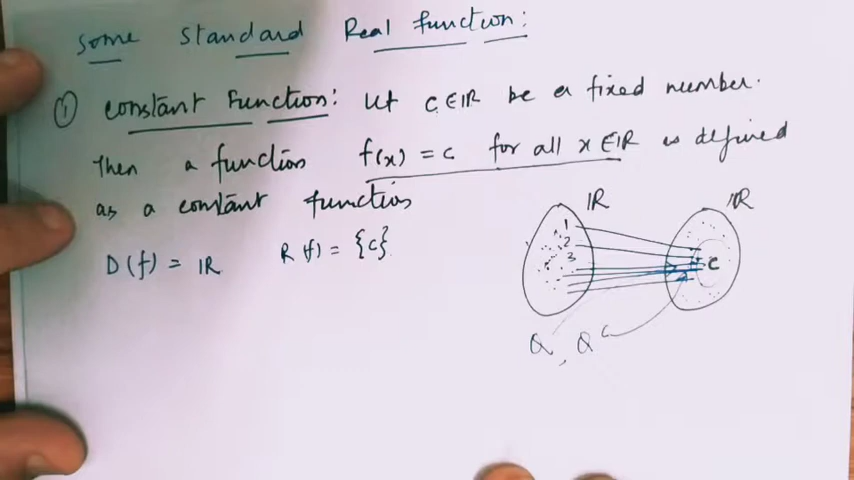 Some Standard Real function:
① Constant Function: Let C∈ℝ be a fixed number.
Then a function f(x) = c for all x∈ℝ is defined
as a constant function
D(f) = ℝ R(f) = {c}
ℝ ℝ
1
2
3
c
Q, Qᶜ